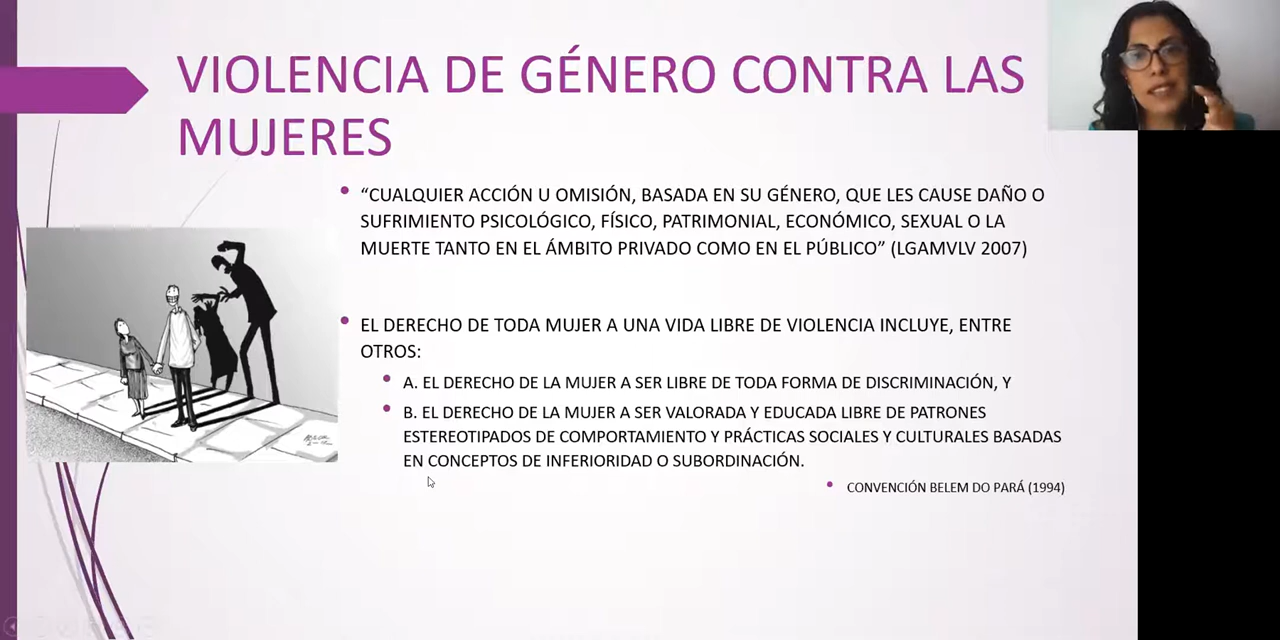 VIOLENCIA DE GÉNERO CONTRA LAS
MUJERES
“CUALQUIER ACCIÓN U OMISIÓN, BASADA EN SU GÉNERO, QUE LES CAUSE DAÑO O
SUFRIMIENTO PSICOLÓGICO, FÍSICO, PATRIMONIAL, ECONÓMICO, SEXUAL O LA
MUERTE TANTO EN EL ÁMBITO PRIVADO COMO EN EL PÚBLICO” (LGAMVLV 2007)
EL DERECHO DE TODA MUJER A UNA VIDA LIBRE DE VIOLENCIA INCLUYE, ENTRE
OTROS:
A. EL DERECHO DE LA MUJER A SER LIBRE DE TODA FORMA DE DISCRIMINACIÓN, Y
B. EL DERECHO DE LA MUJER A SER VALORADA Y EDUCADA LIBRE DE PATRONES
ESTEREOTIPADOS DE COMPORTAMIENTO Y PRÁCTICAS SOCIALES Y CULTURALES BASADAS
EN CONCEPTOS DE INFERIORIDAD O SUBORDINACIÓN.
CONVENCIÓN BELEM DO PARÁ (1994)